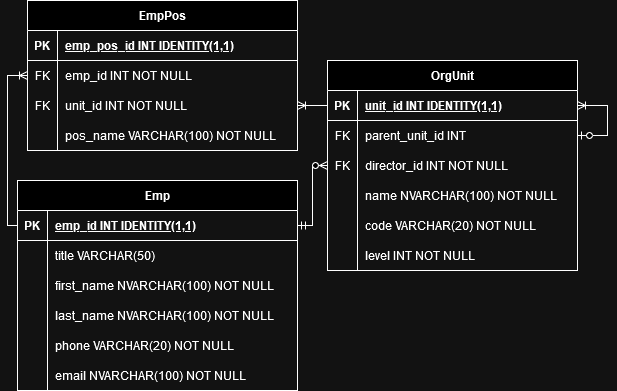 EmpPos
PK emp_pos_id INT IDENTITY(1,1)
FK emp_id INT NOT NULL
FK unit_id INT NOT NULL
pos_name VARCHAR(100) NOT NULL
OrgUnit
PK unit_id INT IDENTITY(1,1)
FK parent_unit_id INT
FK director_id INT NOT NULL
name NVARCHAR(100) NOT NULL
code VARCHAR(20) NOT NULL
level INT NOT NULL
Emp
PK emp_id INT IDENTITY(1,1)
title VARCHAR(50)
first_name NVARCHAR(100) NOT NULL
last_name NVARCHAR(100) NOT NULL
phone VARCHAR(20) NOT NULL
email NVARCHAR(100) NOT NULL